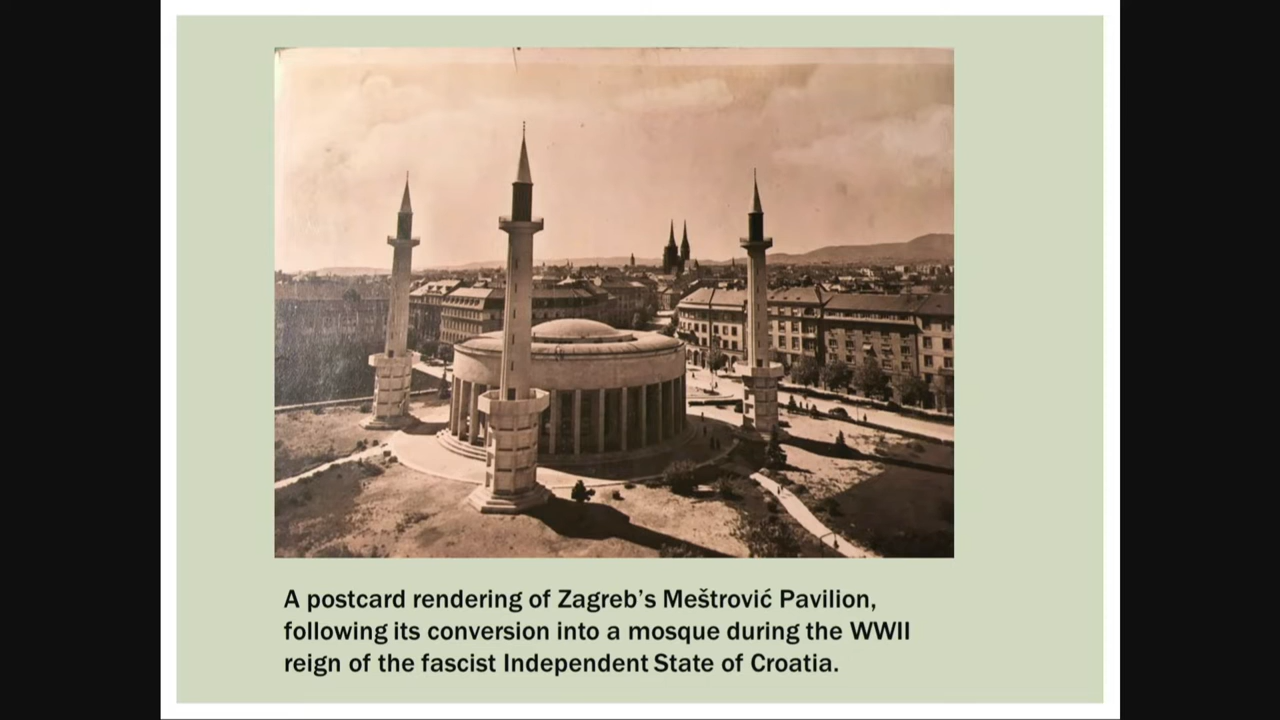 A postcard rendering of Zagreb’s Meštrović Pavilion,
following its conversion into a mosque during the WWII
reign of the fascist Independent State of Croatia.